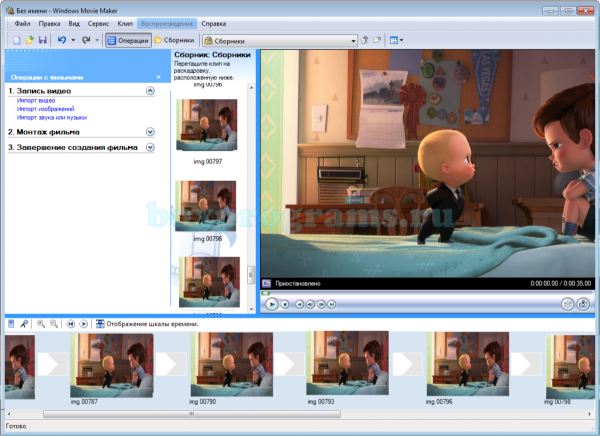 Без имени - Windows Movie Maker
Файл Правка Вид Сервис Клип Воспроизведение Справка
Операции Сборники Сборники
Операции с фильмами
1. Запись видео
Импорт видео
Импорт изображений
Импорт звука или музыки
2. Монтаж фильма
3. Завершение создания фильма
Сборник: Сборники
Перетащите клип на
раскадровку,
расположенную ниже.
img 00796
img 00797
img 00798
LAS VEGAS
Приостановлено 0:00:00,00 / 0:00:35,00
Отображение шкалы времени.
img 00787 img 00790 img 00793 img 00796 img 00798
Готово